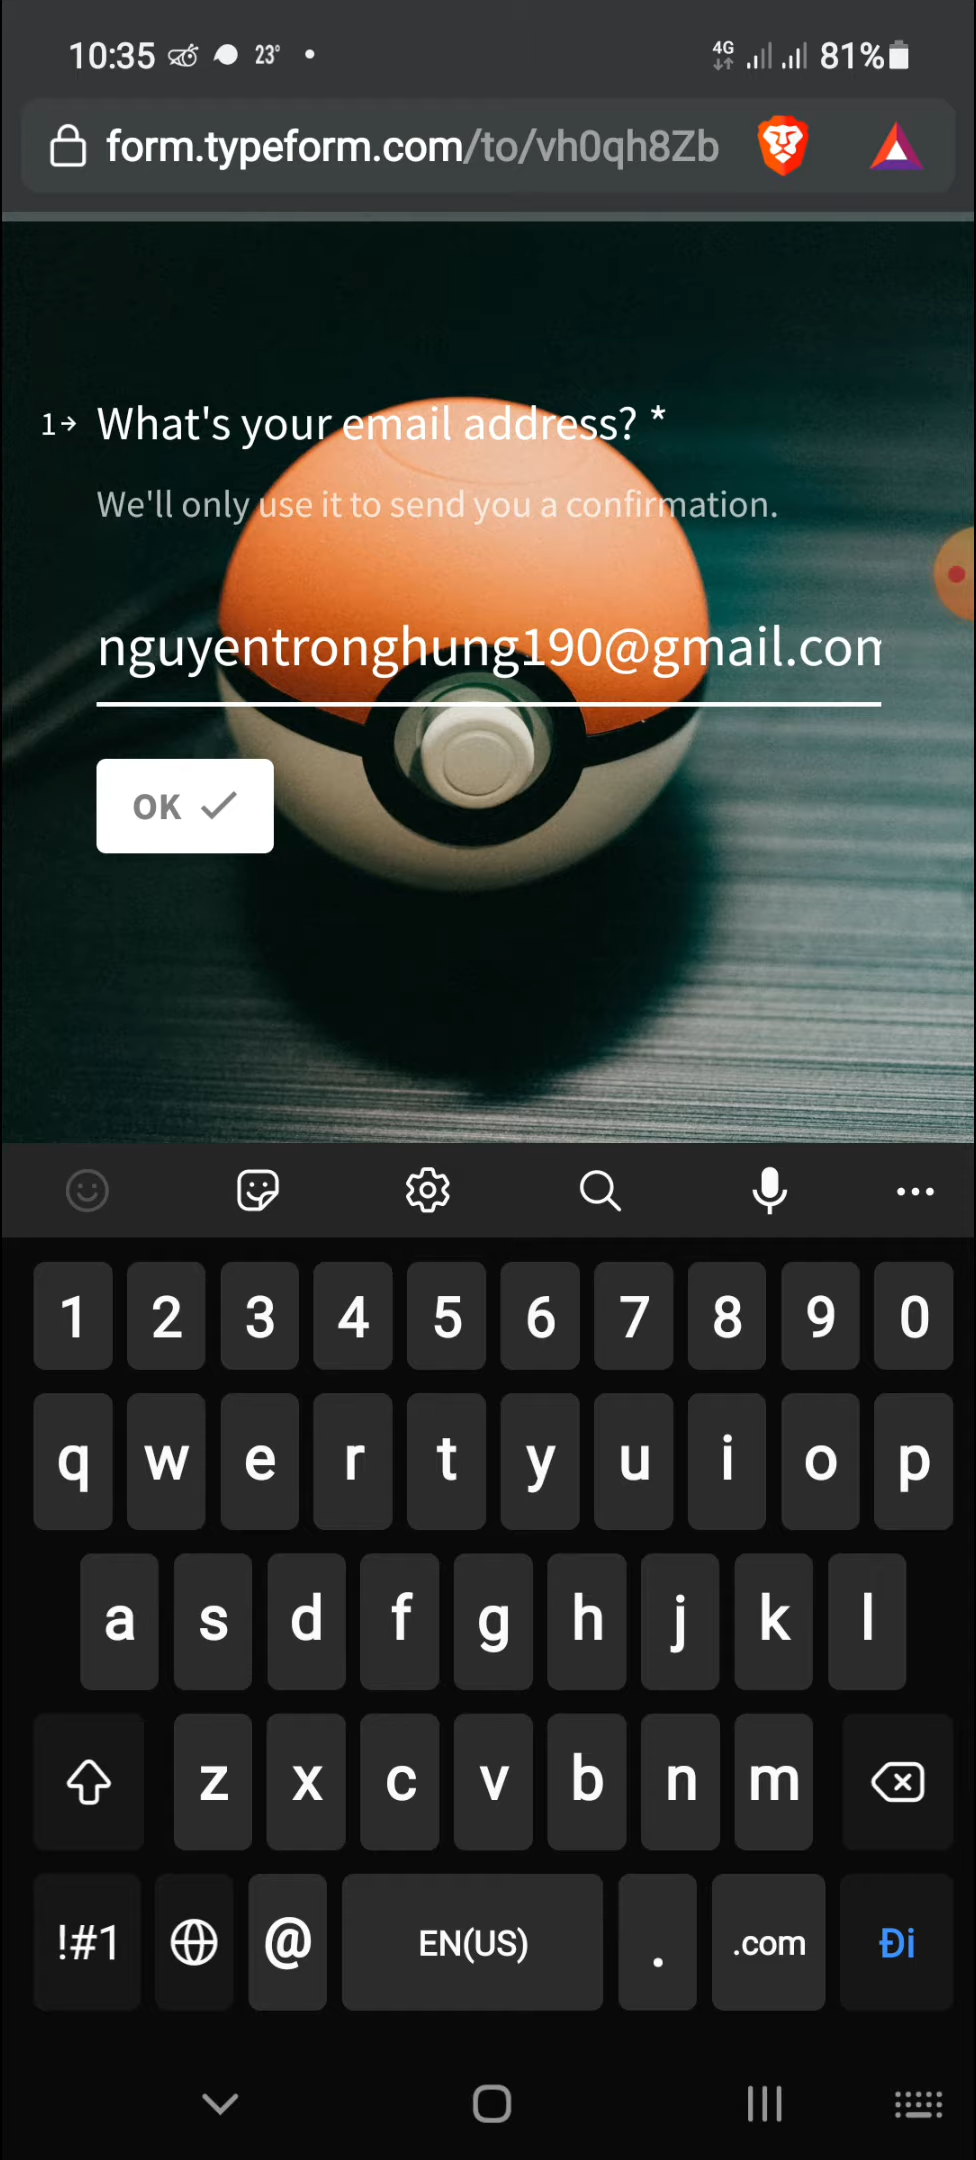 10:35 23° 4G 81%
form.typeform.com/to/vh0qh8Zb
1 What's your email address? *
We'll only use it to send you a confirmation.
nguyentronghung190@gmail.com
OK
1 2 3 4 5 6 7 8 9 0
q w e r t y u i o p
a s d f g h j k l
z x c v b n m
!#1 @ EN(US) . .com Đi